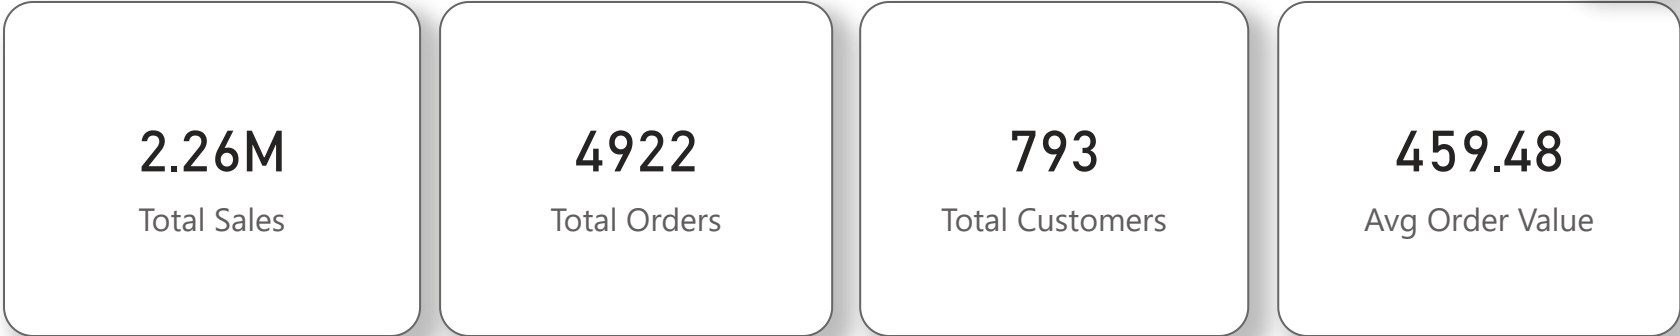 2.26M
Total Sales
4922
Total Orders
793
Total Customers
459.48
Avg Order Value